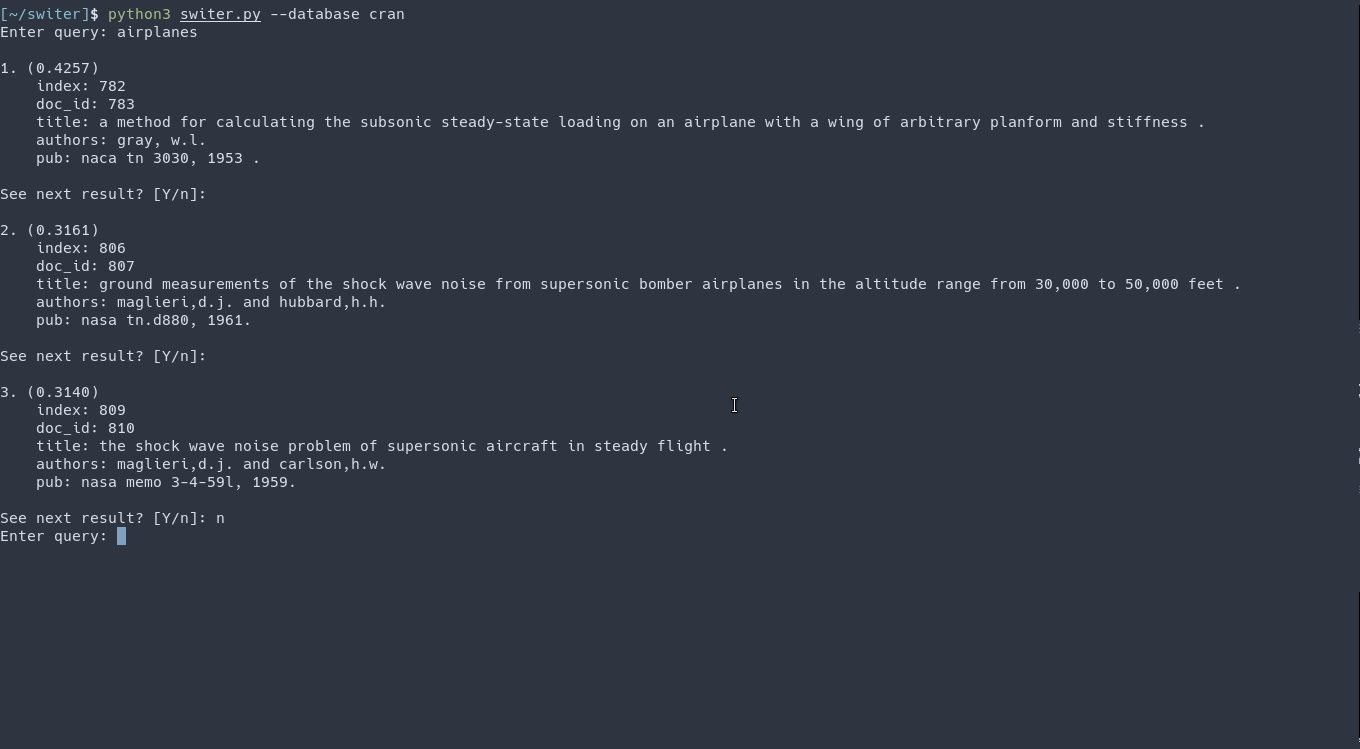 [~/switer]$ python3 switer.py --database cran
Enter query: airplanes
1. (0.4257)
index: 782
doc_id: 783
title: a method for calculating the subsonic steady-state loading on an airplane with a wing of arbitrary planform and stiffness .
authors: gray, w.l.
pub: naca tn 3030, 1953 .
See next result? [Y/n]:
2. (0.3161)
index: 806
doc_id: 807
title: ground measurements of the shock wave noise from supersonic bomber airplanes in the altitude range from 30,000 to 50,000 feet .
authors: maglieri,d.j. and hubbard,h.h.
pub: nasa tn.d880, 1961.
See next result? [Y/n]:
3. (0.3140)
index: 809
doc_id: 810
title: the shock wave noise problem of supersonic aircraft in steady flight .
authors: maglieri,d.j. and carlson,h.w.
pub: nasa memo 3-4-59l, 1959.
See next result? [Y/n]: n
Enter query: